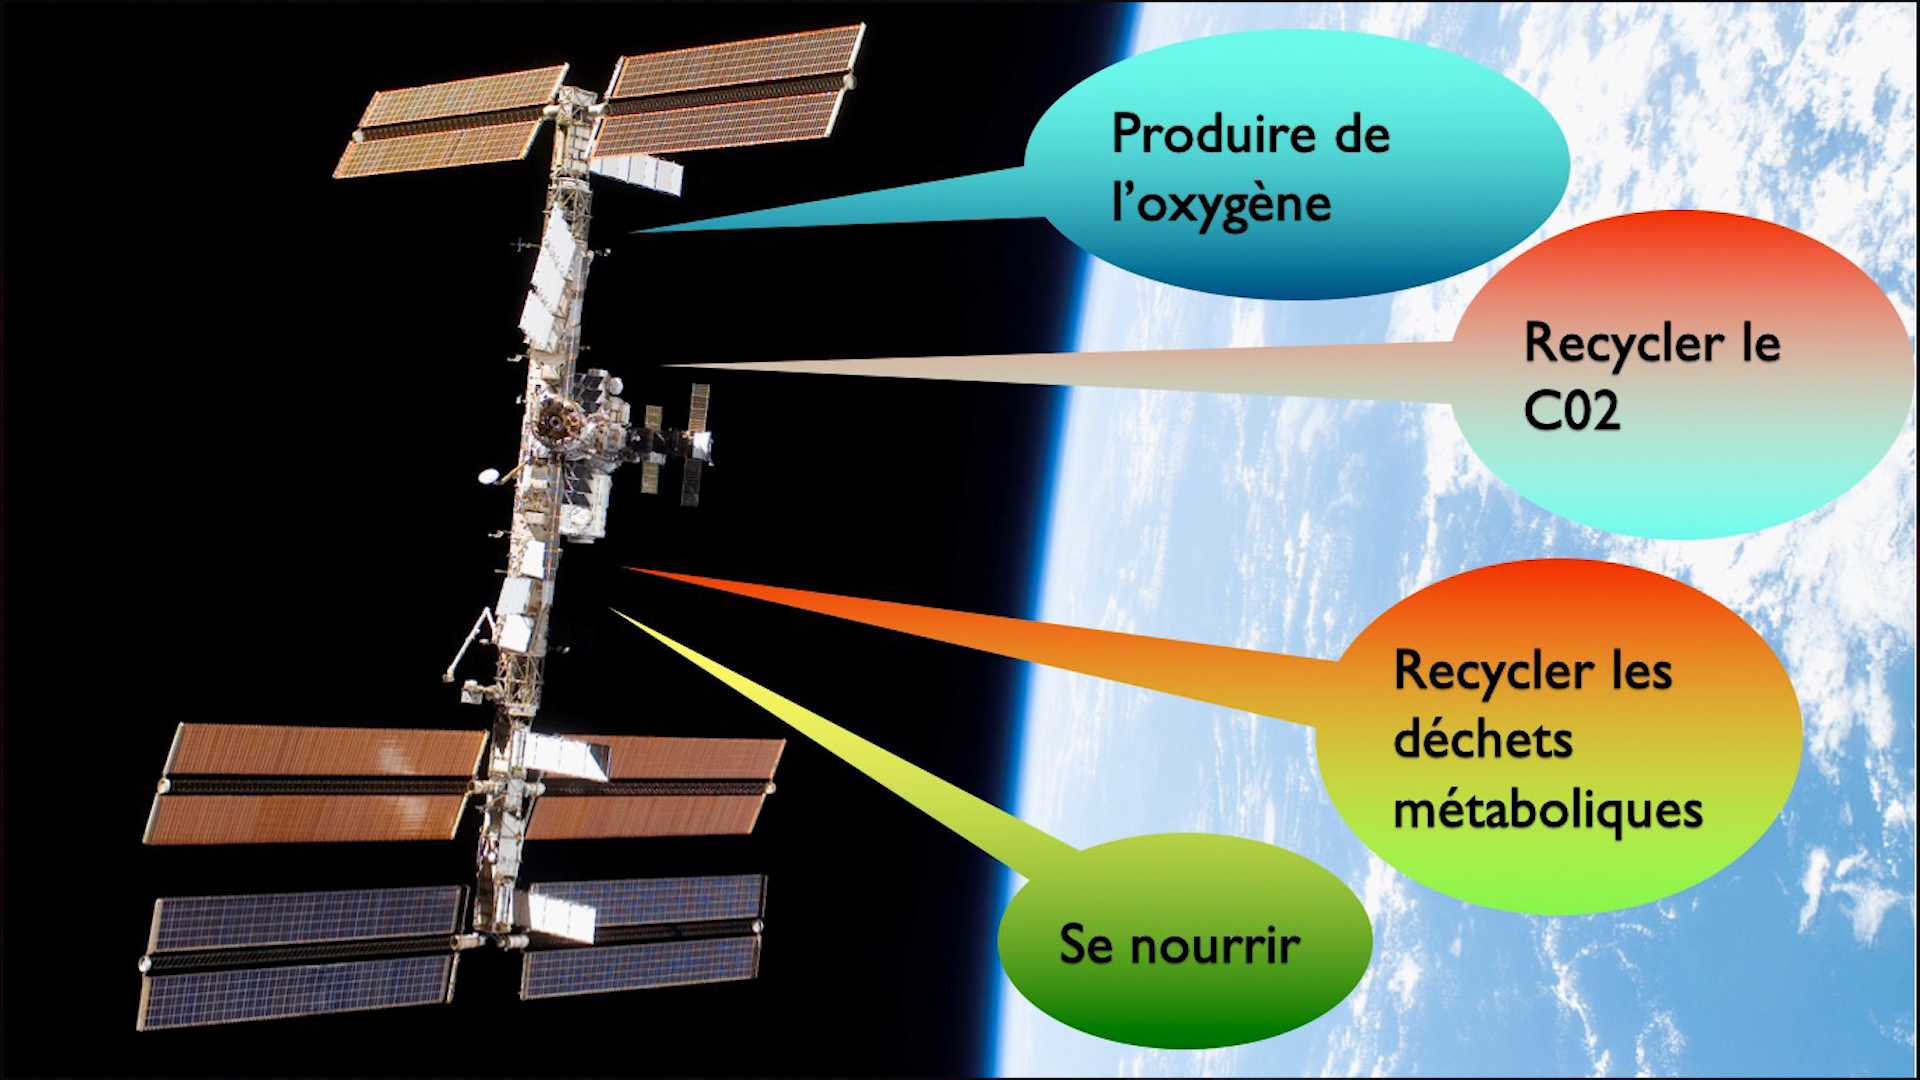 Produire de
l’oxygène
Recycler le
C02
Recycler les
déchets
métaboliques
Se nourrir